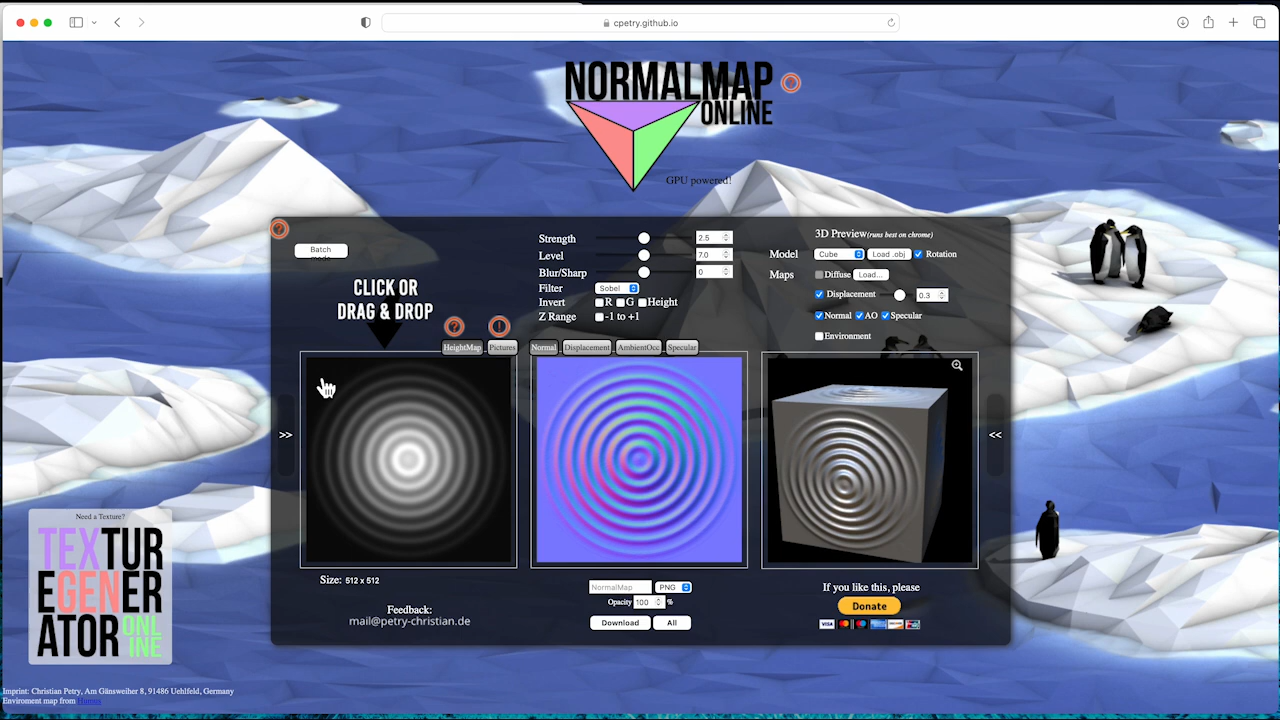 cpetry.github.io
NORMALMAP
ONLINE
GPU powered!
?
Batch
mode
CLICK OR
DRAG & DROP
Strength 2.5
Level 7.0
Blur/Sharp 0
Filter Sobel
Invert R G Height
Z Range -1 to +1
3D Preview(runs best on chrome)
Model Cube Load .obj Rotation
Maps Diffuse Load...
Displacement 0.3
Normal AO Specular
Environment
? !
HeightMap Pictures Normal Displacement AmbientOcc Specular
>> <<
Size: 512 x 512
Feedback:
mail@petry-christian.de
NormalMap PNG
Opacity 100 %
Download All
If you like this, please
Donate
VISA
Need a Texture?
TEXTUR
EGENER
ATOR ONL
INE
Imprint: Christian Petry, Am Gänsweiher 8, 91486 Uehlfeld, Germany
Enviroment map from Humus